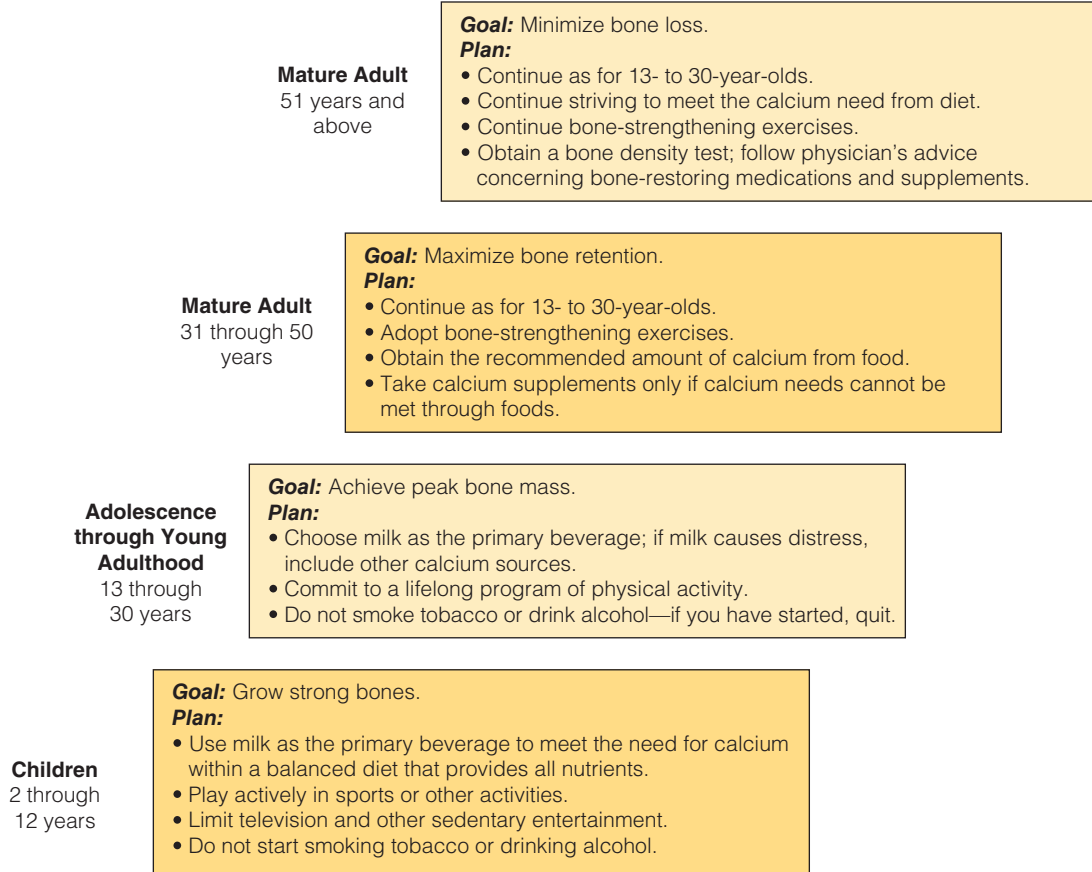 Mature Adult
51 years and
above
Goal: Minimize bone loss.
Plan:
• Continue as for 13- to 30-year-olds.
• Continue striving to meet the calcium need from diet.
• Continue bone-strengthening exercises.
• Obtain a bone density test; follow physician's advice
concerning bone-restoring medications and supplements.
Mature Adult
31 through 50
years
Goal: Maximize bone retention.
Plan:
• Continue as for 13- to 30-year-olds.
• Adopt bone-strengthening exercises.
• Obtain the recommended amount of calcium from food.
• Take calcium supplements only if calcium needs cannot be
met through foods.
Adolescence
through Young
Adulthood
13 through
30 years
Goal: Achieve peak bone mass.
Plan:
• Choose milk as the primary beverage; if milk causes distress,
include other calcium sources.
• Commit to a lifelong program of physical activity.
• Do not smoke tobacco or drink alcohol—if you have started, quit.
Children
2 through
12 years
Goal: Grow strong bones.
Plan:
• Use milk as the primary beverage to meet the need for calcium
within a balanced diet that provides all nutrients.
• Play actively in sports or other activities.
• Limit television and other sedentary entertainment.
• Do not start smoking tobacco or drinking alcohol.